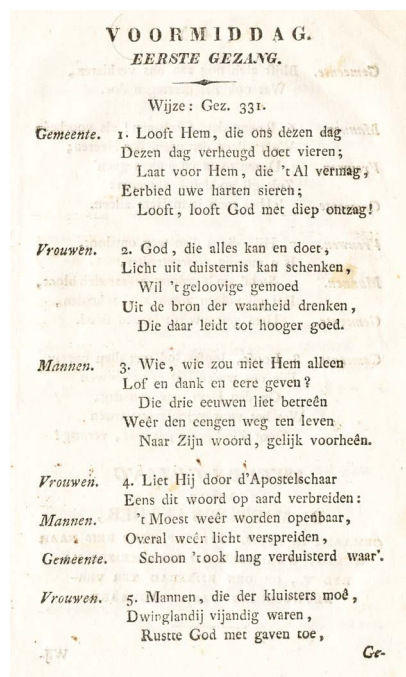 VOORMIDDAG.
EERSTE GEZANG.
Wijze: Gez. 331.
Gemeente. 1. Looft Hem, die ons dezen dag
Dezen dag verheugd doet vieren;
Laat voor Hem, die 't Al vermag,
Eerbied uwe harten sieren;
Looft, looft God met diep ontzag!
Vrouwen. 2. God, die alles kan en doet,
Licht uit duisternis kan schenken,
Wil 't geloovige gemoed
Uit de bron der waarheid drenken,
Die daar leidt tot hooger goed.
Mannen. 3. Wie, wie zou niet Hem alleen
Lof en dank en eere geven?
Die drie eeuwen liet betreên
Weêr den eengen weg ten leven
Naar Zijn woord, gelijk voorheên.
Vrouwen. 4. Liet Hij door d'Apostelschaar
Eens dit woord op aard verbreiden:
Mannen. 't Moest weêr worden openbaar,
Overal weêr licht verspreiden,
Gemeente. Schoon 't ook lang verduisterd waar'.
Vrouwen. 5. Mannen, die der kluisters moê,
Dwinglandij vijandig waren,
Rustte God met gaven toe,
Ge-